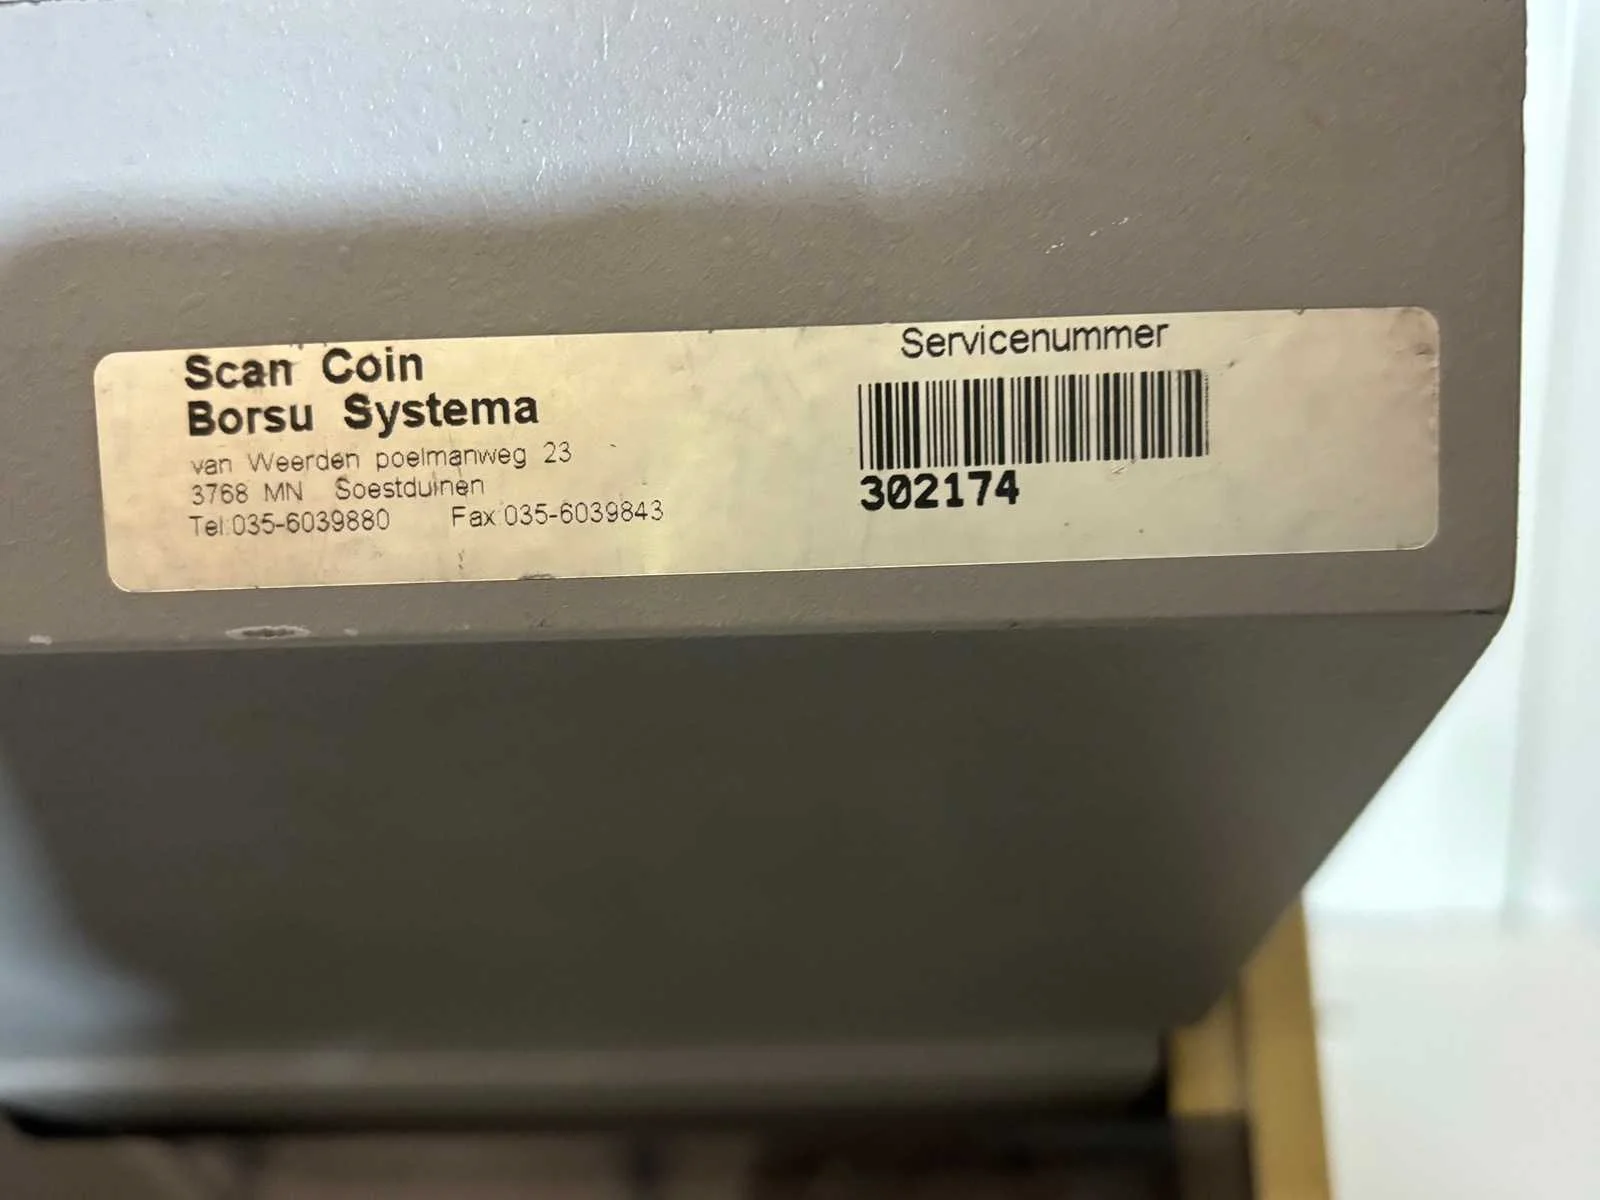 Scan Coin
Borsu Systema
van Weerden poelmanweg 23
3768 MN Soestduinen
Tel:035-6039880 Fax:035-6039843
Servicenummer
302174